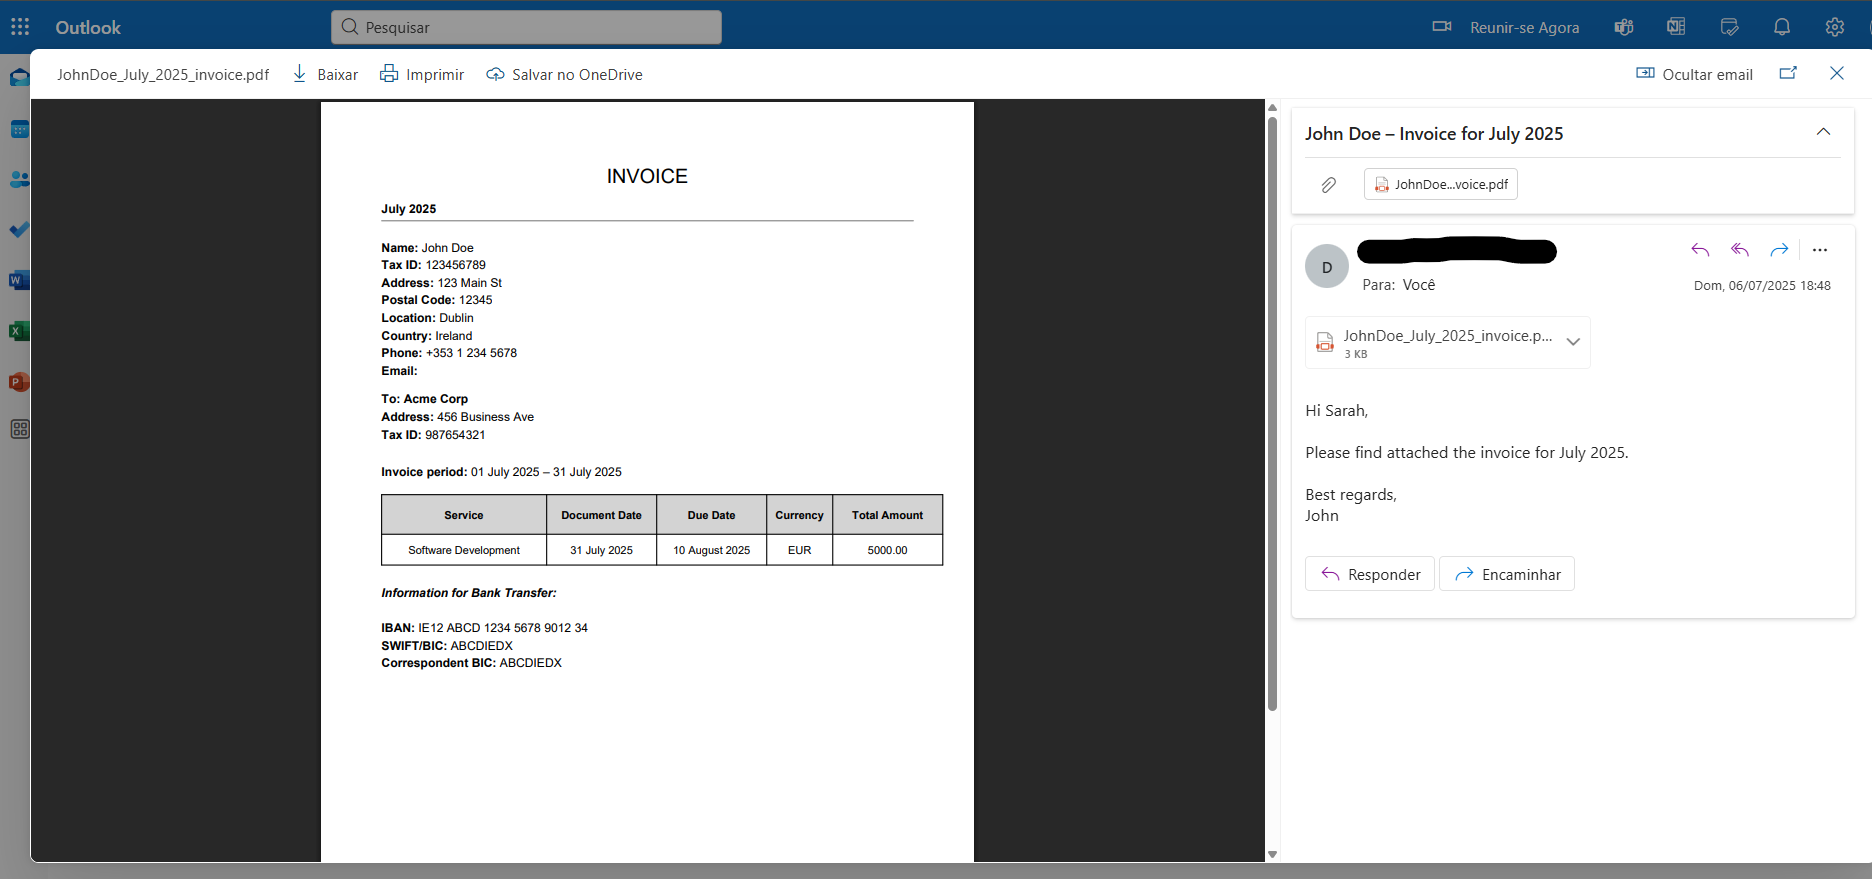 Outlook
Pesquisar
Reunir-se Agora
JohnDoe_July_2025_invoice.pdf
Baixar
Imprimir
Salvar no OneDrive
Ocultar email
INVOICE
July 2025
Name: John Doe
Tax ID: 123456789
Address: 123 Main St
Postal Code: 12345
Location: Dublin
Country: Ireland
Phone: +353 1 234 5678
Email:
To: Acme Corp
Address: 456 Business Ave
Tax ID: 987654321
Invoice period: 01 July 2025 – 31 July 2025
Service Document Date Due Date Currency Total Amount
Software Development 31 July 2025 10 August 2025 EUR 5000.00
Information for Bank Transfer:
IBAN: IE12 ABCD 1234 5678 9012 34
SWIFT/BIC: ABCDIEDX
Correspondent BIC: ABCDIEDX
John Doe – Invoice for July 2025
JohnDoe...voice.pdf
D
Para: Você
Dom, 06/07/2025 18:48
JohnDoe_July_2025_invoice.p...
3 KB
Hi Sarah,
Please find attached the invoice for July 2025.
Best regards,
John
Responder
Encaminhar